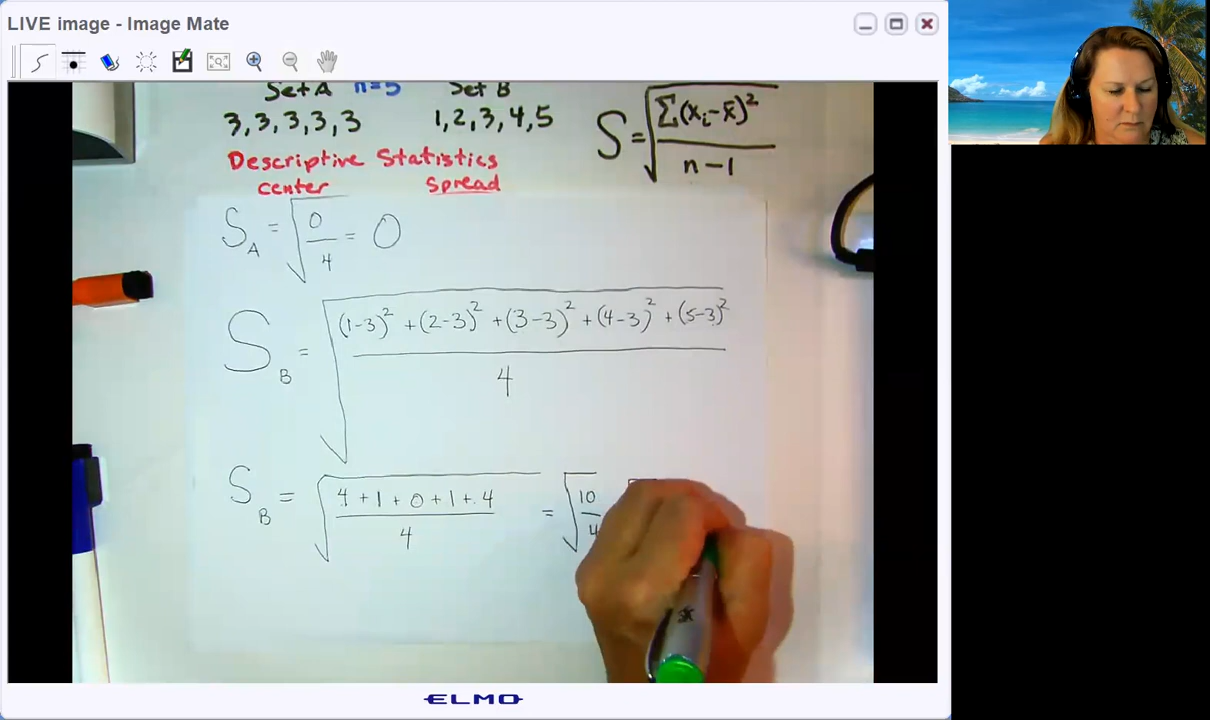 LIVE image - Image Mate
Set A n=5 Set B
3, 3, 3, 3, 3 1, 2, 3, 4, 5
S = √(Σ(xᵢ-x̄)² / n-1)
Descriptive Statistics
center spread
S_A = √(0/4) = 0
S_B = √((1-3)² + (2-3)² + (3-3)² + (4-3)² + (5-3)² / 4)
S_B = √(4 + 1 + 0 + 1 + 4 / 4) = √(10/4)
ELMO